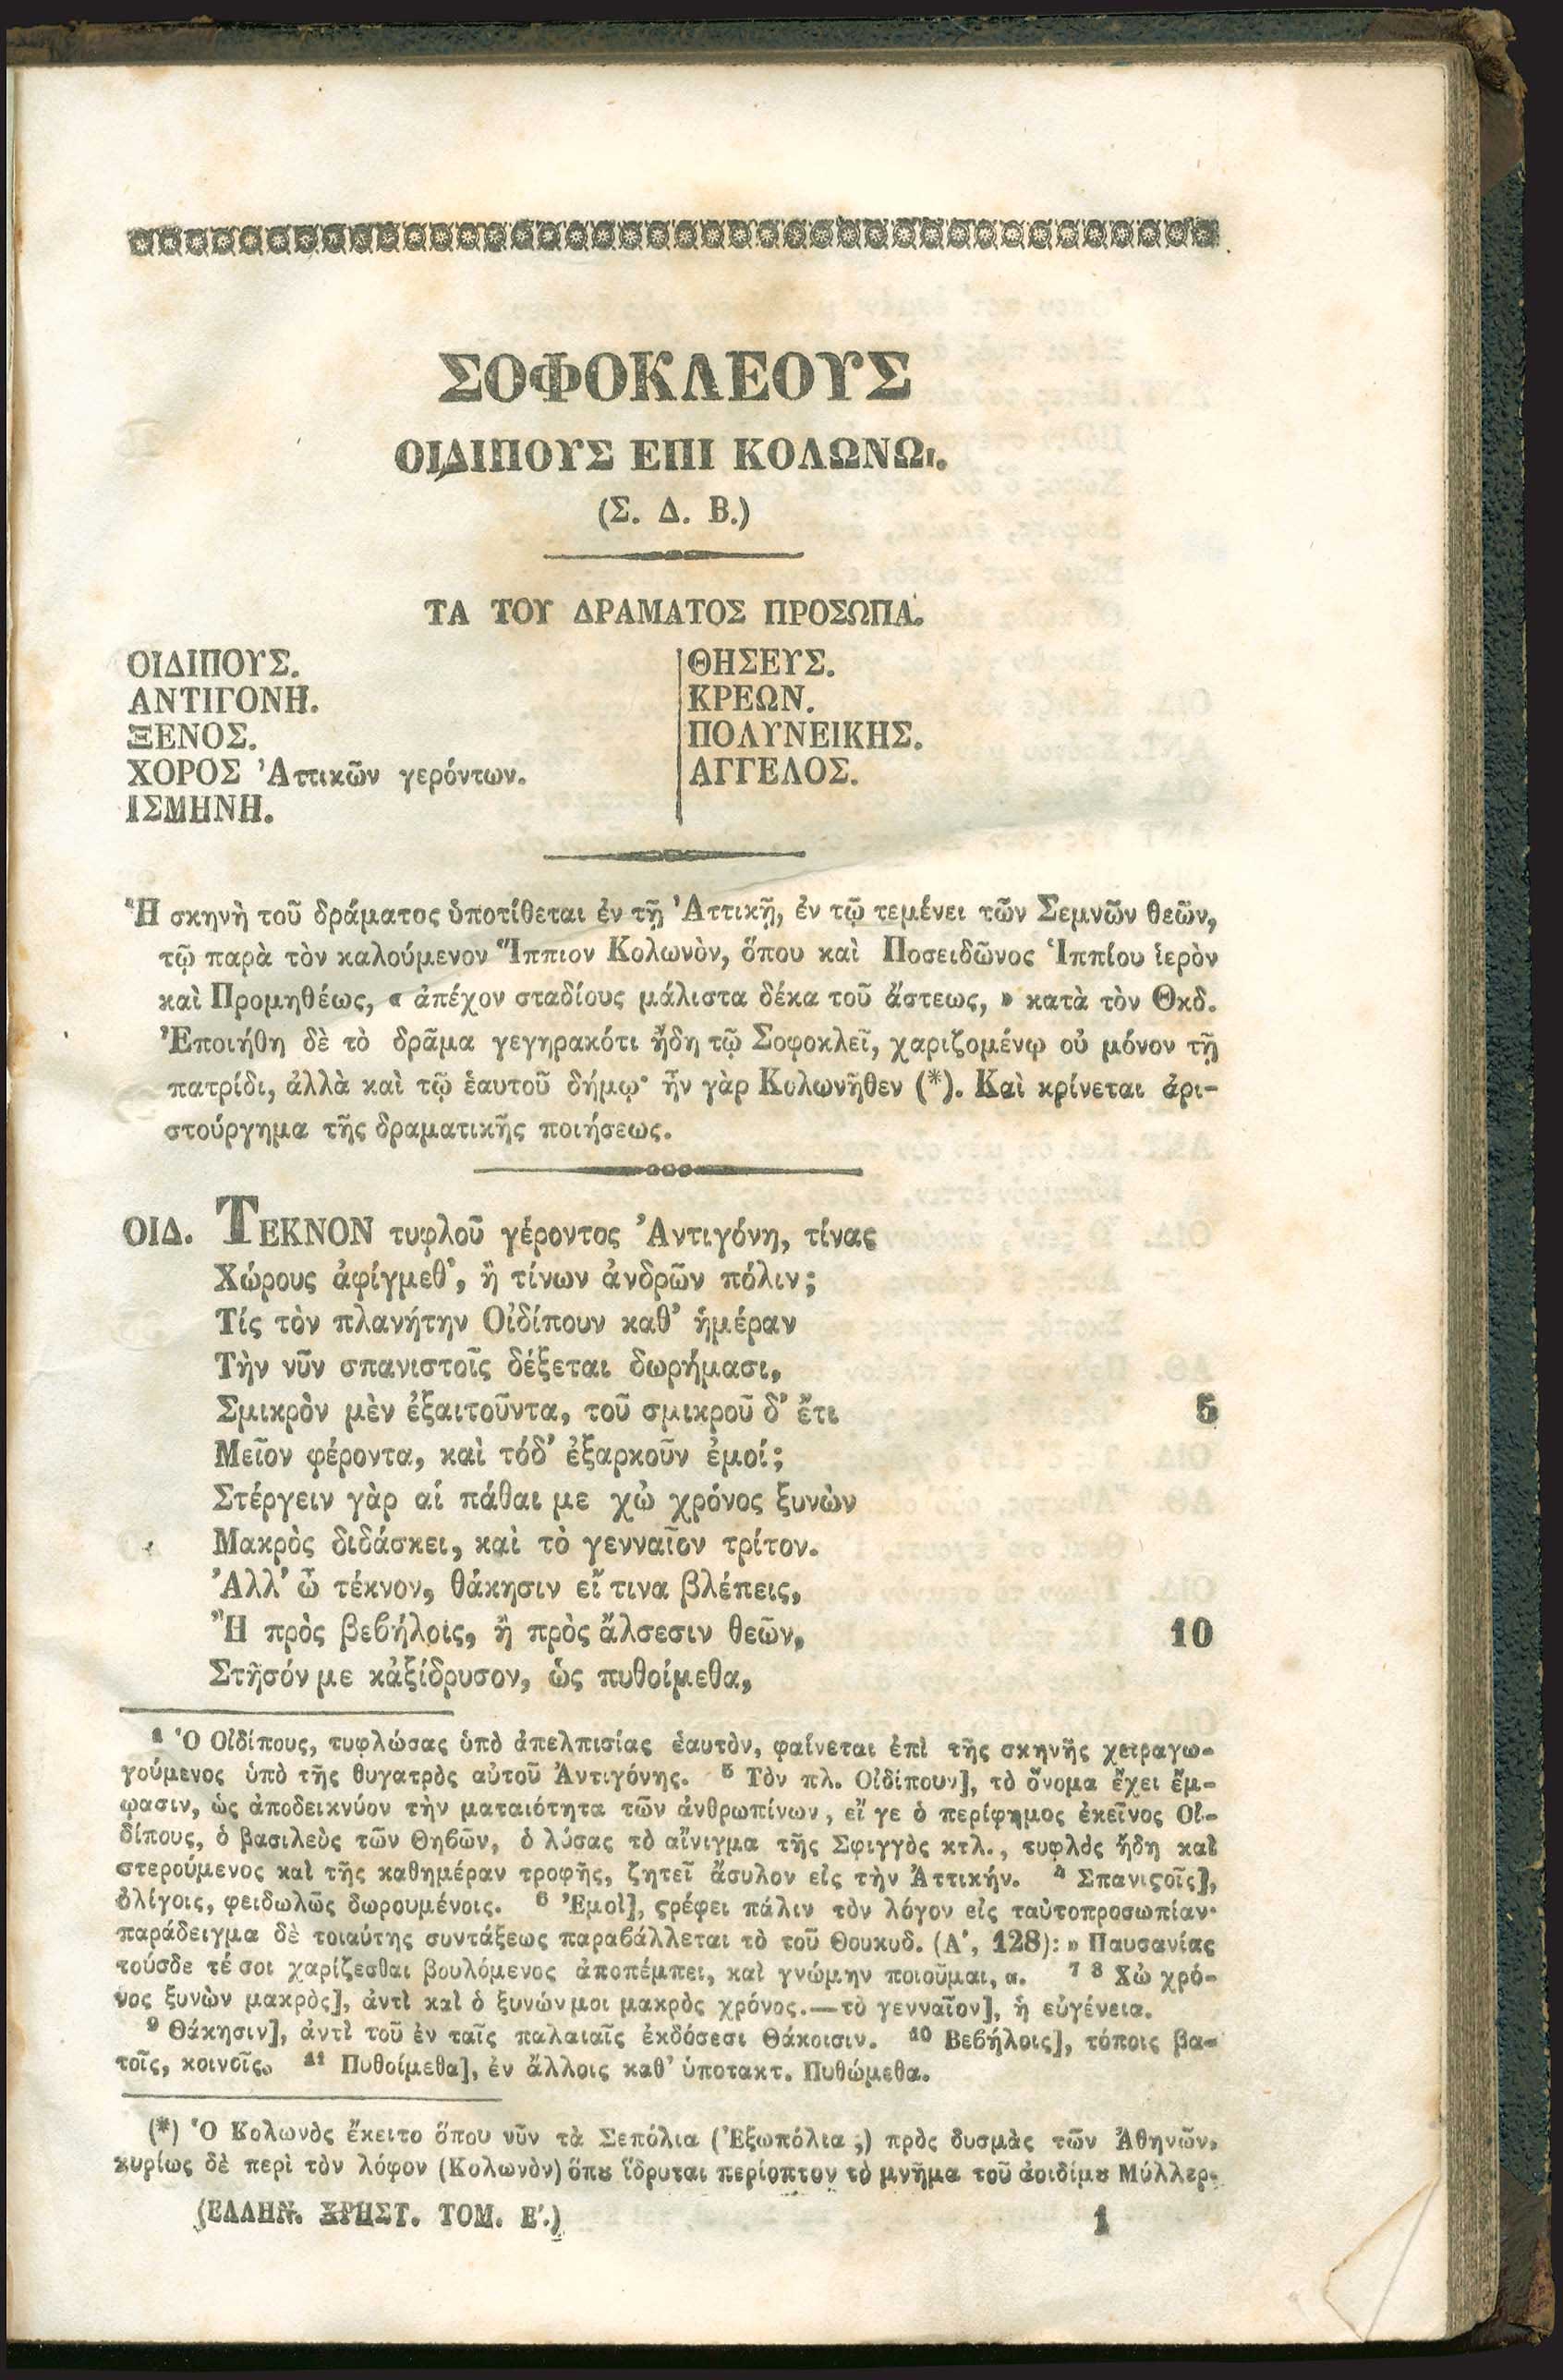 ΣΟΦΟΚΛΕΟΥΣ
ΟΙΔΙΠΟΥΣ ΕΠΙ ΚΟΛΩΝΩι.
(Σ. Δ. Β.)
ΤΑ ΤΟΥ ΔΡΑΜΑΤΟΣ ΠΡΟΣΩΠΑ.
ΟΙΔΙΠΟΥΣ.
ΑΝΤΙΓΟΝΗ.
ΞΕΝΟΣ.
ΧΟΡΟΣ Ἀττικῶν γερόντων.
ΙΣΜΗΝΗ.
ΘΗΣΕΥΣ.
ΚΡΕΩΝ.
ΠΟΛΥΝΕΙΚΗΣ.
ΑΓΓΕΛΟΣ.
Ἡ σκηνὴ τοῦ δράματος ὑποτίθεται ἐν τῇ Ἀττικῇ, ἐν τῷ τεμένει τῶν Σεμνῶν θεῶν,
τῷ παρὰ τὸν καλούμενον Ἵππιον Κολωνὸν, ὅπου καὶ Ποσειδῶνος Ἱππίου ἱερὸν
καὶ Προμηθέως, « ἀπέχον σταδίους μάλιστα δέκα τοῦ ἄστεως, » κατὰ τὸν Θκδ.
Ἐποιήθη δὲ τὸ δρᾶμα γεγηρακότι ἤδη τῷ Σοφοκλεῖ, χαριζομένῳ οὐ μόνον τῇ
πατρίδι, ἀλλὰ καὶ τῷ ἑαυτοῦ δήμῳ· ἦν γὰρ Κολωνῆθεν (*). Καὶ κρίνεται ἀρι-
στούργημα τῆς δραματικῆς ποιήσεως.
ΟΙΔ. ΤΕΚΝΟΝ τυφλοῦ γέροντος Ἀντιγόνη, τίνας
Χώρους ἀφίγμεθ', ἢ τίνων ἀνδρῶν πόλιν;
Τίς τὸν πλανήτην Οἰδίπουν καθ' ἡμέραν
Τὴν νῦν σπανιστοῖς δέξεται δωρήμασι,
Σμικρὸν μὲν ἐξαιτοῦντα, τοῦ σμικροῦ δ' ἔτι 5
Μεῖον φέροντα, καὶ τόδ' ἐξαρκοῦν ἐμοί;
Στέργειν γὰρ αἱ πάθαι με χὠ χρόνος ξυνὼν
Μακρὸς διδάσκει, καὶ τὸ γενναῖον τρίτον.
Ἀλλ' ὦ τέκνον, θάκησιν εἴ τινα βλέπεις,
Ἢ πρὸς βεβήλοις, ἢ πρὸς ἄλσεσιν θεῶν, 10
Στῆσόν με κἀξίδρυσον, ὡς πυθοίμεθα,
1 Ὁ Οἰδίπους, τυφλώσας ὑπὸ ἀπελπισίας ἑαυτὸν, φαίνεται ἐπὶ τῆς σκηνῆς χειραγω-
γούμενος ὑπὸ τῆς θυγατρὸς αὐτοῦ Ἀντιγόνης. 5 Τὸν πλ. Οἰδίπουν], τὸ ὄνομα ἔχει ἔμ-
φασιν, ὡς ἀποδεικνύον τὴν ματαιότητα τῶν ἀνθρωπίνων, εἴ γε ὁ περίφημος ἐκεῖνος Οἰ-
δίπους, ὁ βασιλεὺς τῶν Θηβῶν, ὁ λύσας τὸ αἴνιγμα τῆς Σφιγγὸς κτλ., τυφλὸς ἤδη καὶ
στερούμενος καὶ τῆς καθημέραν τροφῆς, ζητεῖ ἄσυλον εἰς τὴν Ἀττικήν. 4 Σπανιϛοῖς],
ὀλίγοις, φειδωλῶς δωρουμένοις. 6 Ἐμοὶ], ϛρέφει πάλιν τὸν λόγον εἰς ταὐτοπροσωπίαν·
παράδειγμα δὲ τοιαύτης συντάξεως παραβάλλεται τὸ τοῦ Θουκυδ. (Α', 128): » Παυσανίας
τούσδε τέ σοι χαρίζεσθαι βουλόμενος ἀποπέμπει, καὶ γνώμην ποιοῦμαι, «. 7 8 Χὠ χρό-
νος ξυνὼν μακρὸς], ἀντὶ καὶ ὁ ξυνών μοι μακρὸς χρόνος.—τὸ γενναῖον], ἡ εὐγένεια.
9 Θάκησιν], ἀντὶ τοῦ ἐν ταῖς παλαιαῖς ἐκδόσεσι θάκοισιν. 10 Βεβήλοις], τόποις βα-
τοῖς, κοινοῖς. 11 Πυθοίμεθα], ἐν ἄλλοις καθ' ὑποτακτ. Πυθώμεθα.
(*) Ὁ Κολωνὸς ἔκειτο ὅπου νῦν τὰ Σεπόλια (Ἐξωπόλια ;) πρὸς δυσμὰς τῶν Ἀθηνῶν,
κυρίως δὲ περὶ τὸν λόφον (Κολωνὸν) ὅπȣ ἵδρυται περίοπτον τὸ μνῆμα τοῦ ἀοιδίμȣ Μύλλερ.
(ΕΛΛΗΝ. ΧΡΗΣΤ. ΤΟΜ. Ε'.) 1